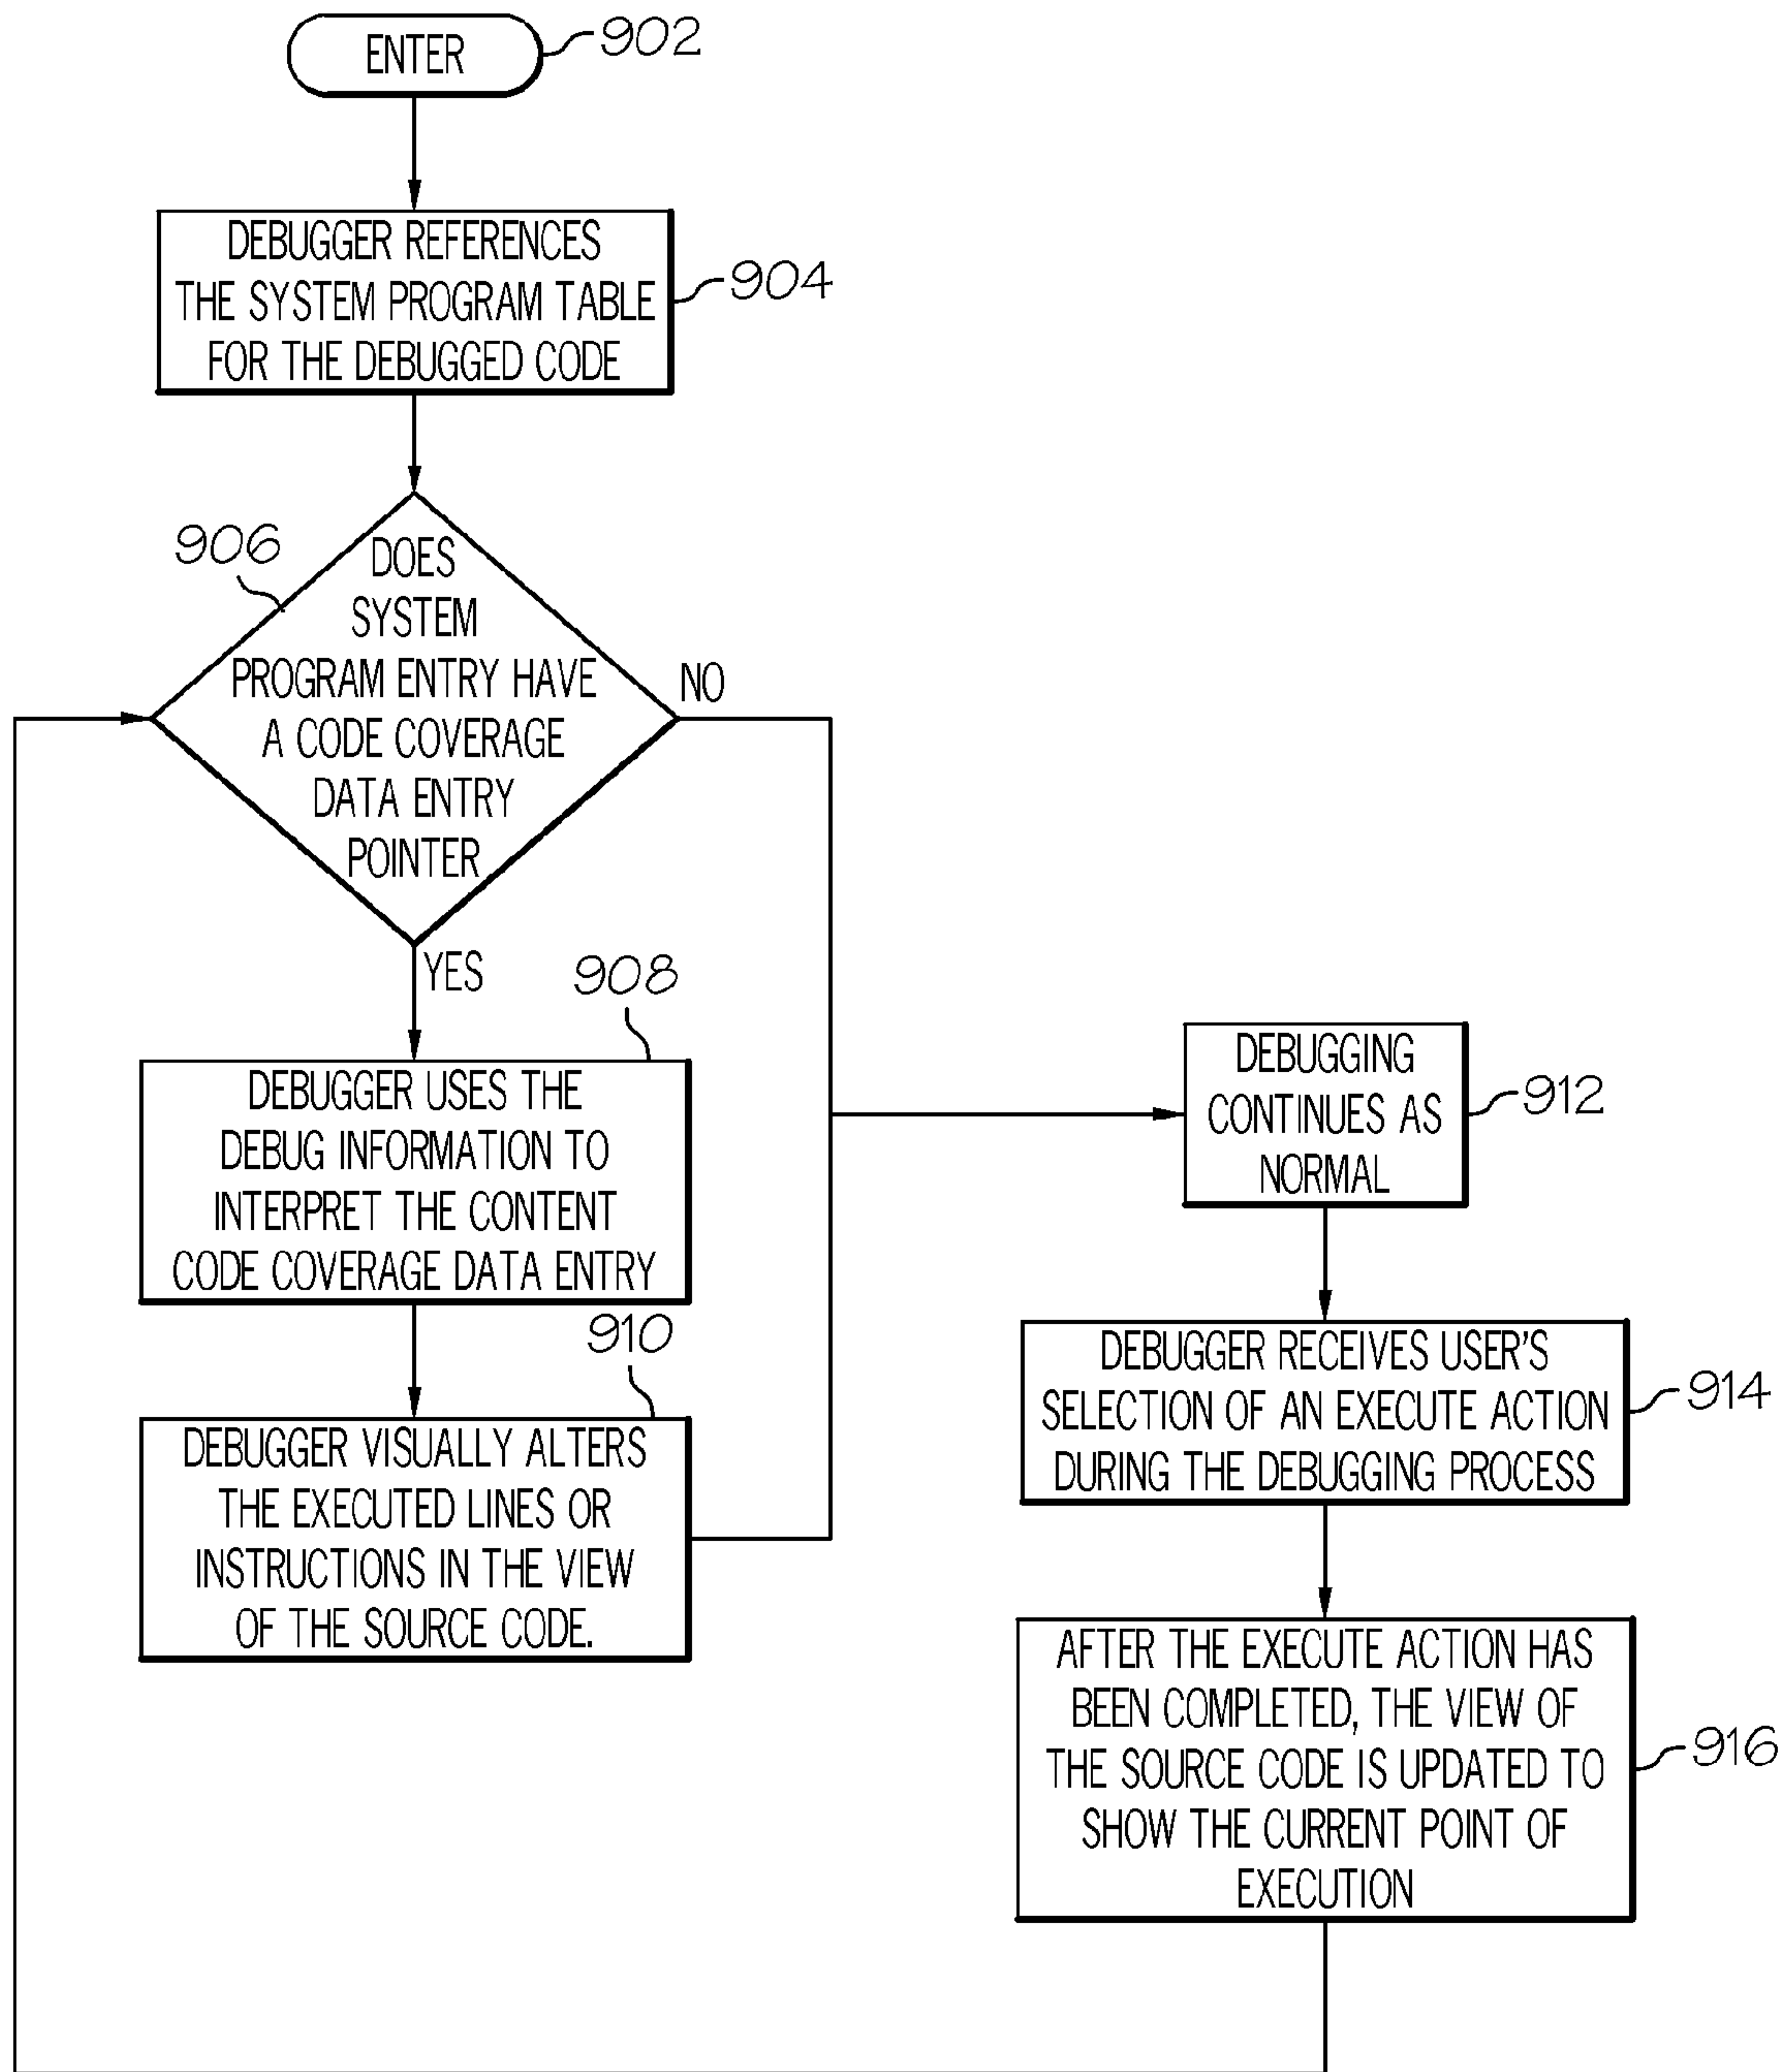 ENTER
902
DEBUGGER REFERENCES
THE SYSTEM PROGRAM TABLE
FOR THE DEBUGGED CODE
904
906
DOES
SYSTEM
PROGRAM ENTRY HAVE
A CODE COVERAGE
DATA ENTRY
POINTER
NO
YES
908
DEBUGGER USES THE
DEBUG INFORMATION TO
INTERPRET THE CONTENT
CODE COVERAGE DATA ENTRY
910
DEBUGGER VISUALLY ALTERS
THE EXECUTED LINES OR
INSTRUCTIONS IN THE VIEW
OF THE SOURCE CODE.
DEBUGGING
CONTINUES AS
NORMAL
912
DEBUGGER RECEIVES USER'S
SELECTION OF AN EXECUTE ACTION
DURING THE DEBUGGING PROCESS
914
AFTER THE EXECUTE ACTION HAS
BEEN COMPLETED, THE VIEW OF
THE SOURCE CODE IS UPDATED TO
SHOW THE CURRENT POINT OF
EXECUTION
916